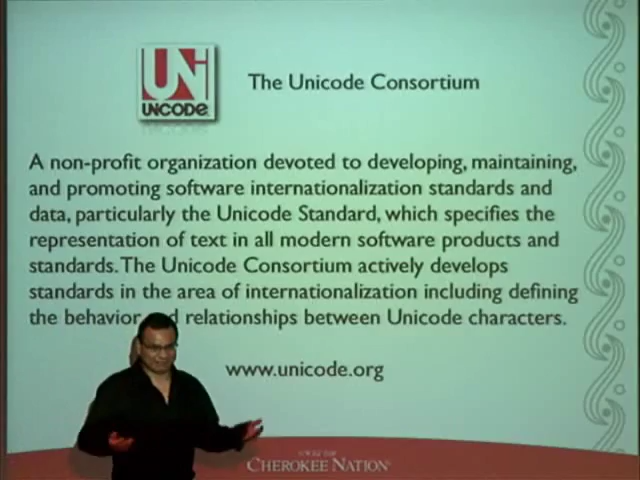 UNI
UNICODE
The Unicode Consortium
A non-profit organization devoted to developing, maintaining,
and promoting software internationalization standards and
data, particularly the Unicode Standard, which specifies the
representation of text in all modern software products and
standards. The Unicode Consortium actively develops
standards in the area of internationalization including defining
the behavior relationships between Unicode characters.
www.unicode.org
CHEROKEE NATION